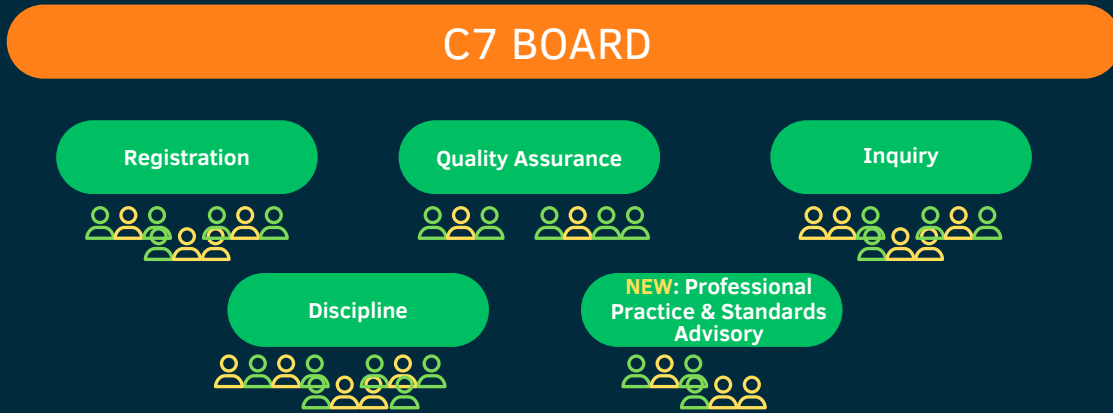 C7 BOARD
Registration
Quality Assurance
Inquiry
Discipline
NEW: Professional
Practice & Standards
Advisory